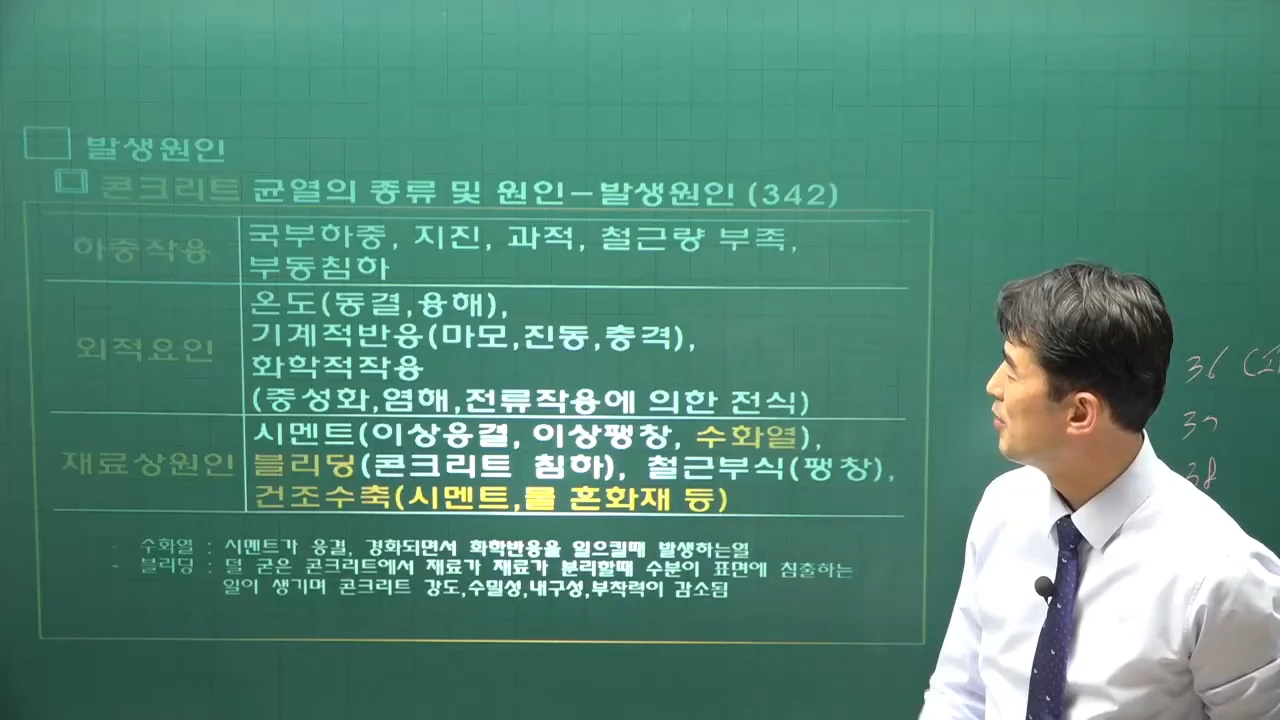 발생원인
콘크리트 균열의 종류 및 원인-발생원인 (342)
하중작용
국부하중, 지진, 과적, 철근량 부족,
부동침하
외적요인
온도(동결,융해),
기계적반응(마모,진동,충격),
화학적작용
(중성화,염해,전류작용에 의한 전식)
재료상원인
시멘트(이상응결, 이상팽창, 수화열),
블리딩(콘크리트 침하), 철근부식(팽창),
건조수축(시멘트,물 혼화재 등)
- 수화열 : 시멘트가 응결, 경화되면서 화학반응을 일으킬때 발생하는열
- 블리딩 : 덜 굳은 콘크리트에서 재료가 재료가 분리할때 수분이 표면에 침출하는
일이 생기며 콘크리트 강도,수밀성,내구성,부착력이 감소됨
36
37
38